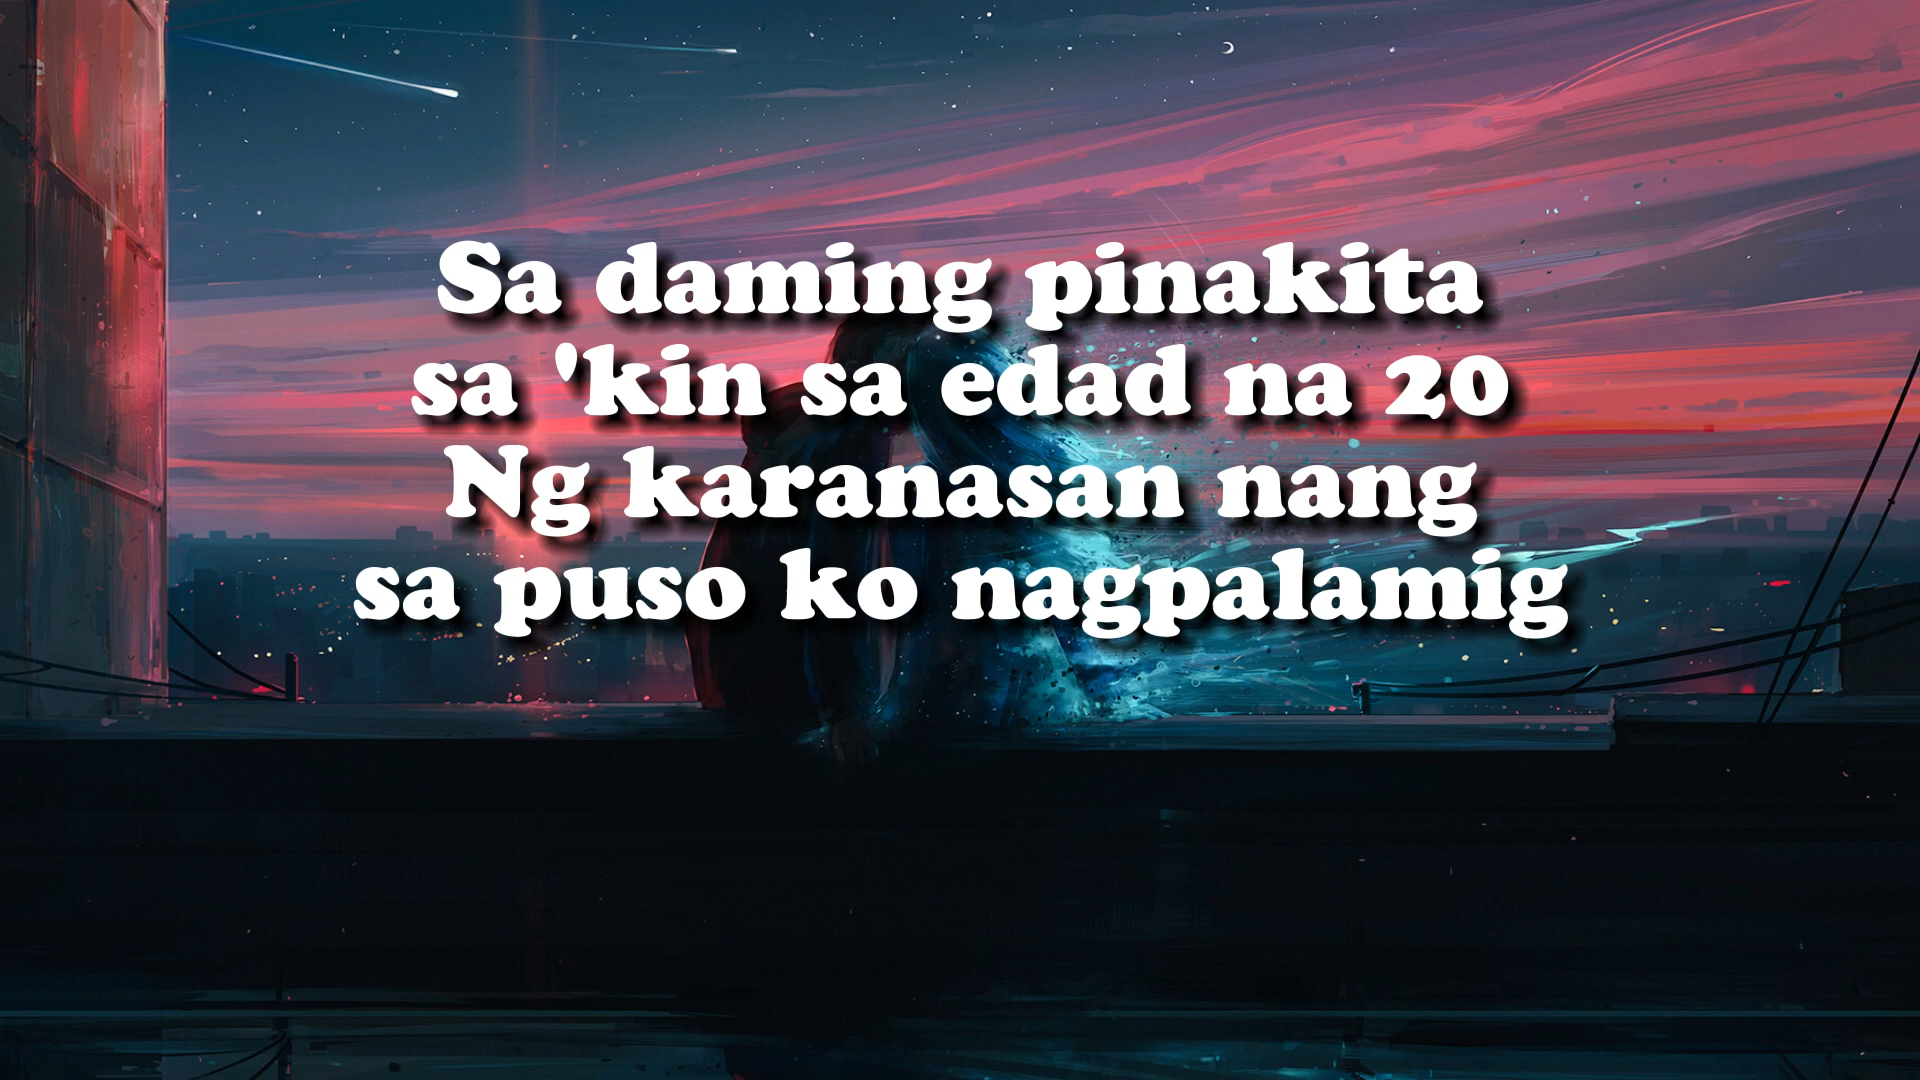 Sa daming pinakita
sa 'kin sa edad na 20
Ng karanasan nang
sa puso ko nagpalamig